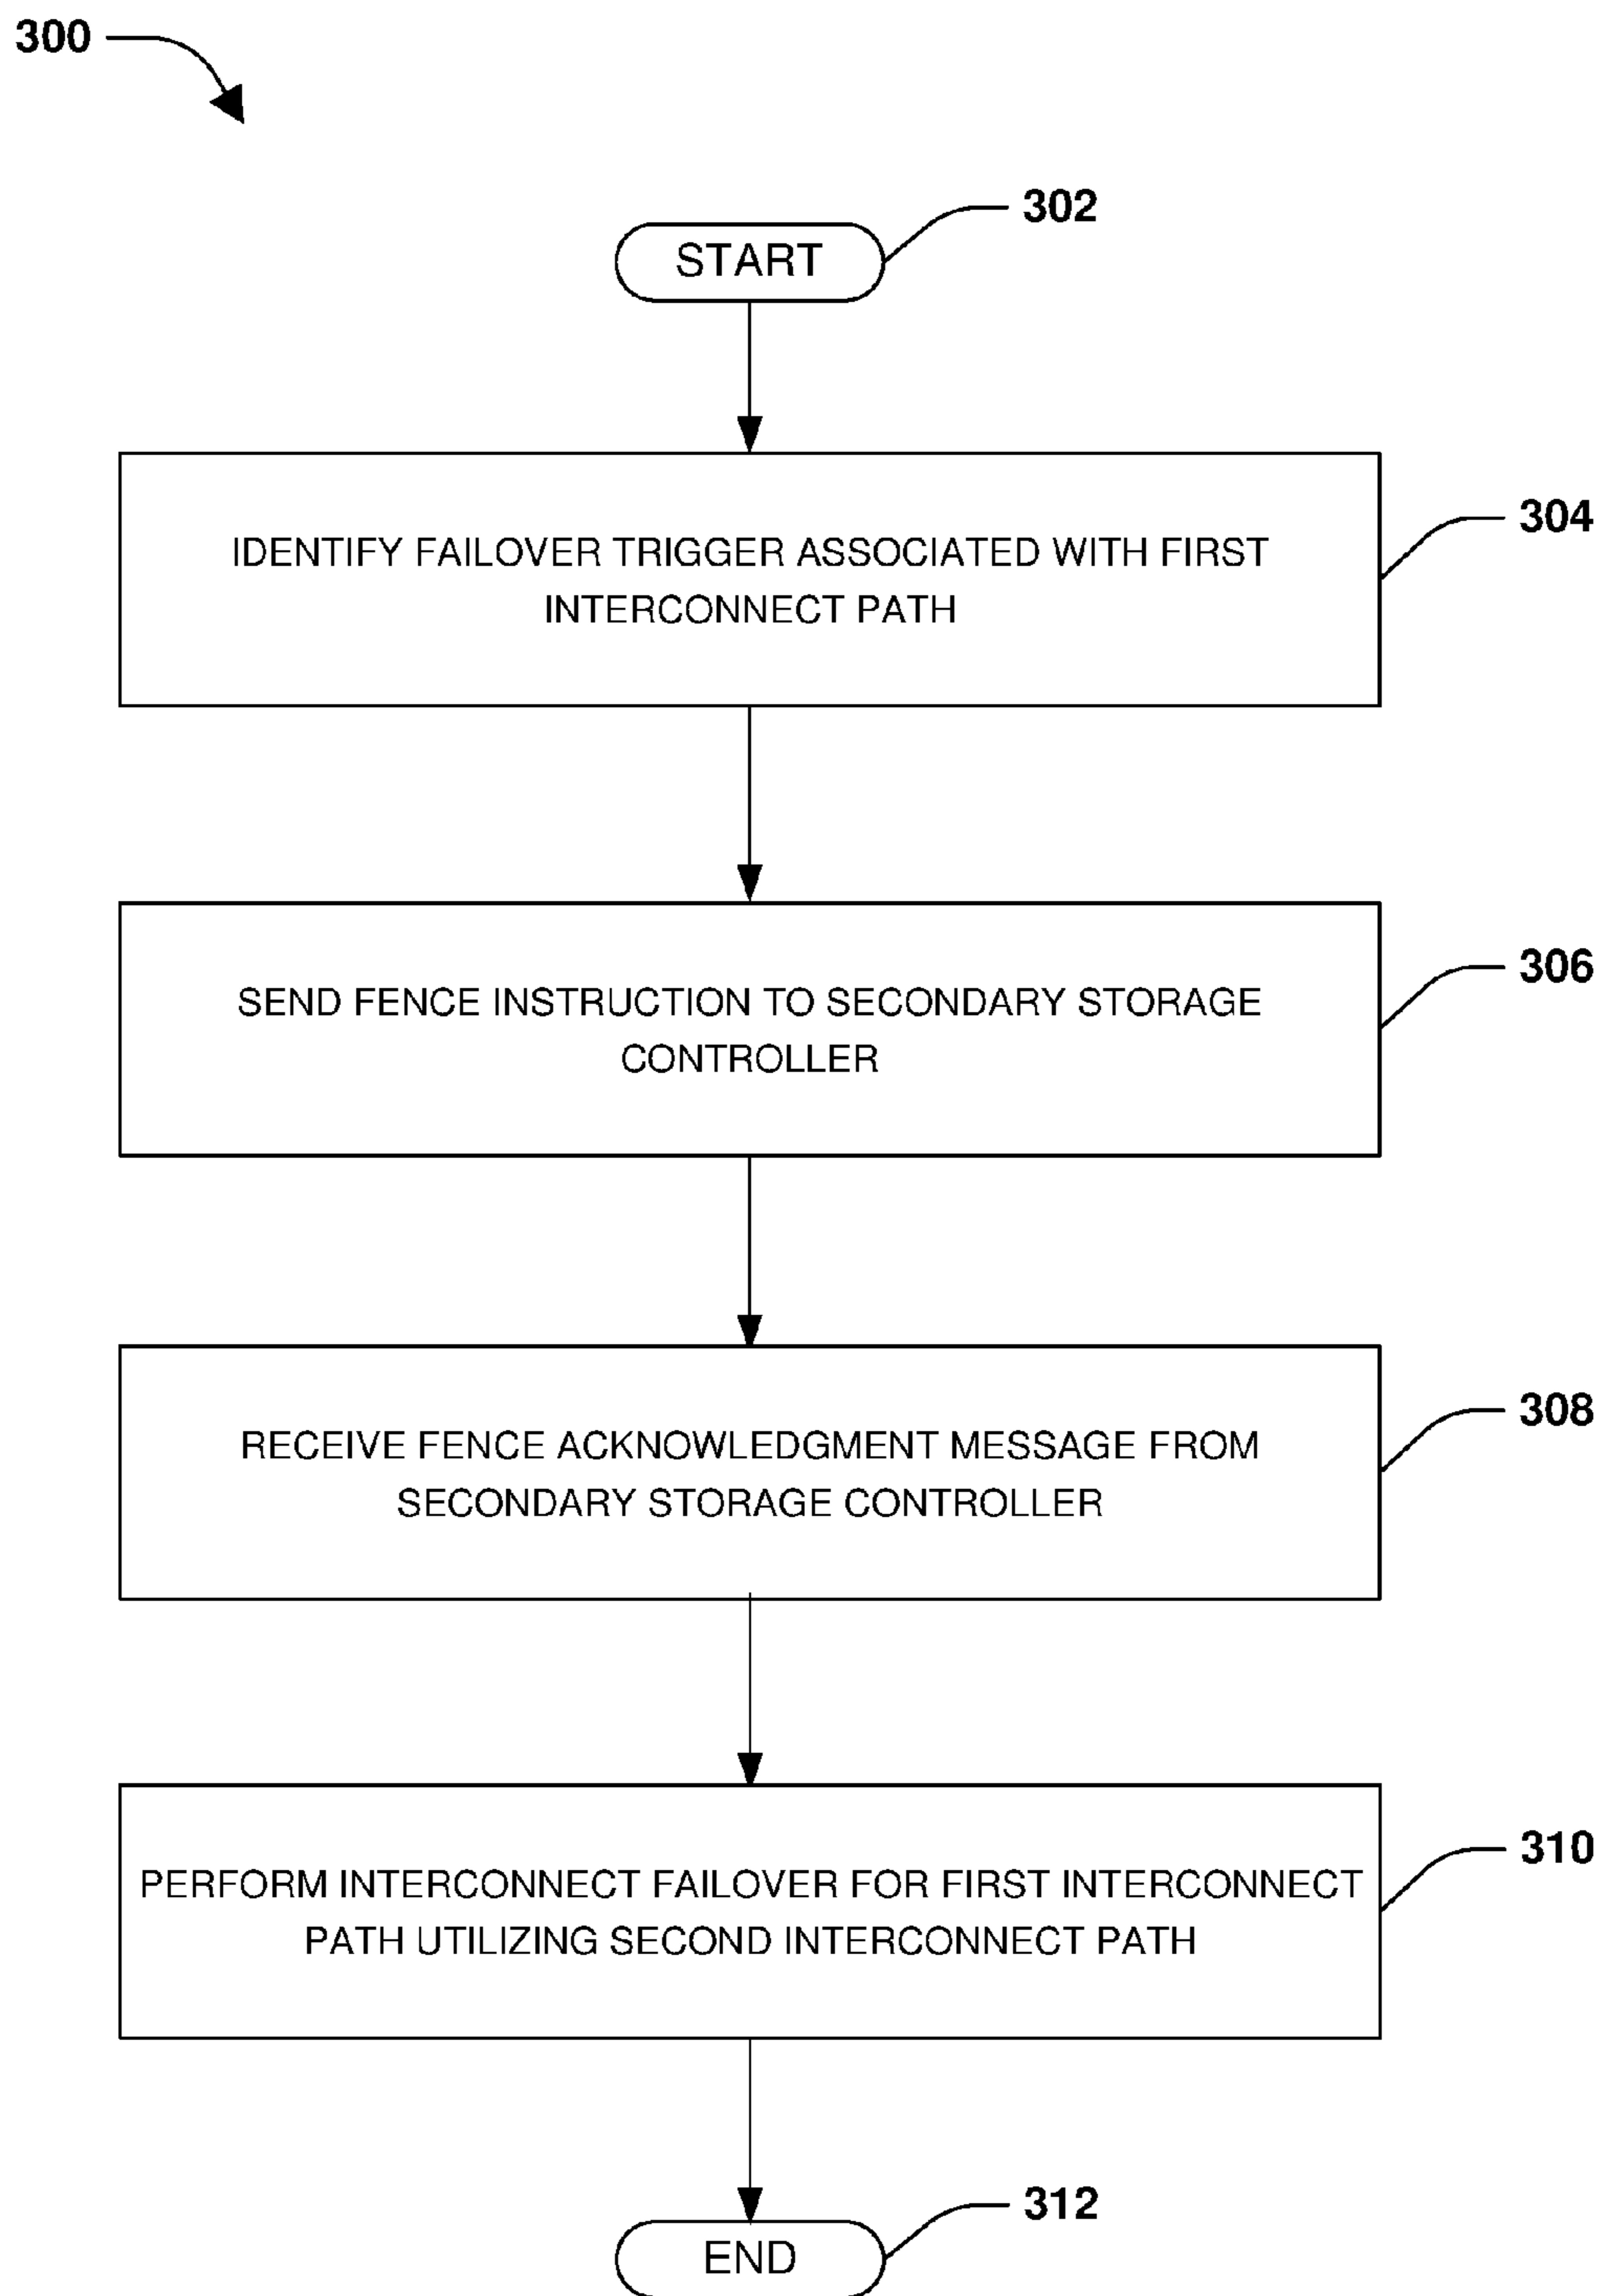 300
302
START
304
IDENTIFY FAILOVER TRIGGER ASSOCIATED WITH FIRST
INTERCONNECT PATH
306
SEND FENCE INSTRUCTION TO SECONDARY STORAGE
CONTROLLER
308
RECEIVE FENCE ACKNOWLEDGMENT MESSAGE FROM
SECONDARY STORAGE CONTROLLER
310
PERFORM INTERCONNECT FAILOVER FOR FIRST INTERCONNECT
PATH UTILIZING SECOND INTERCONNECT PATH
312
END